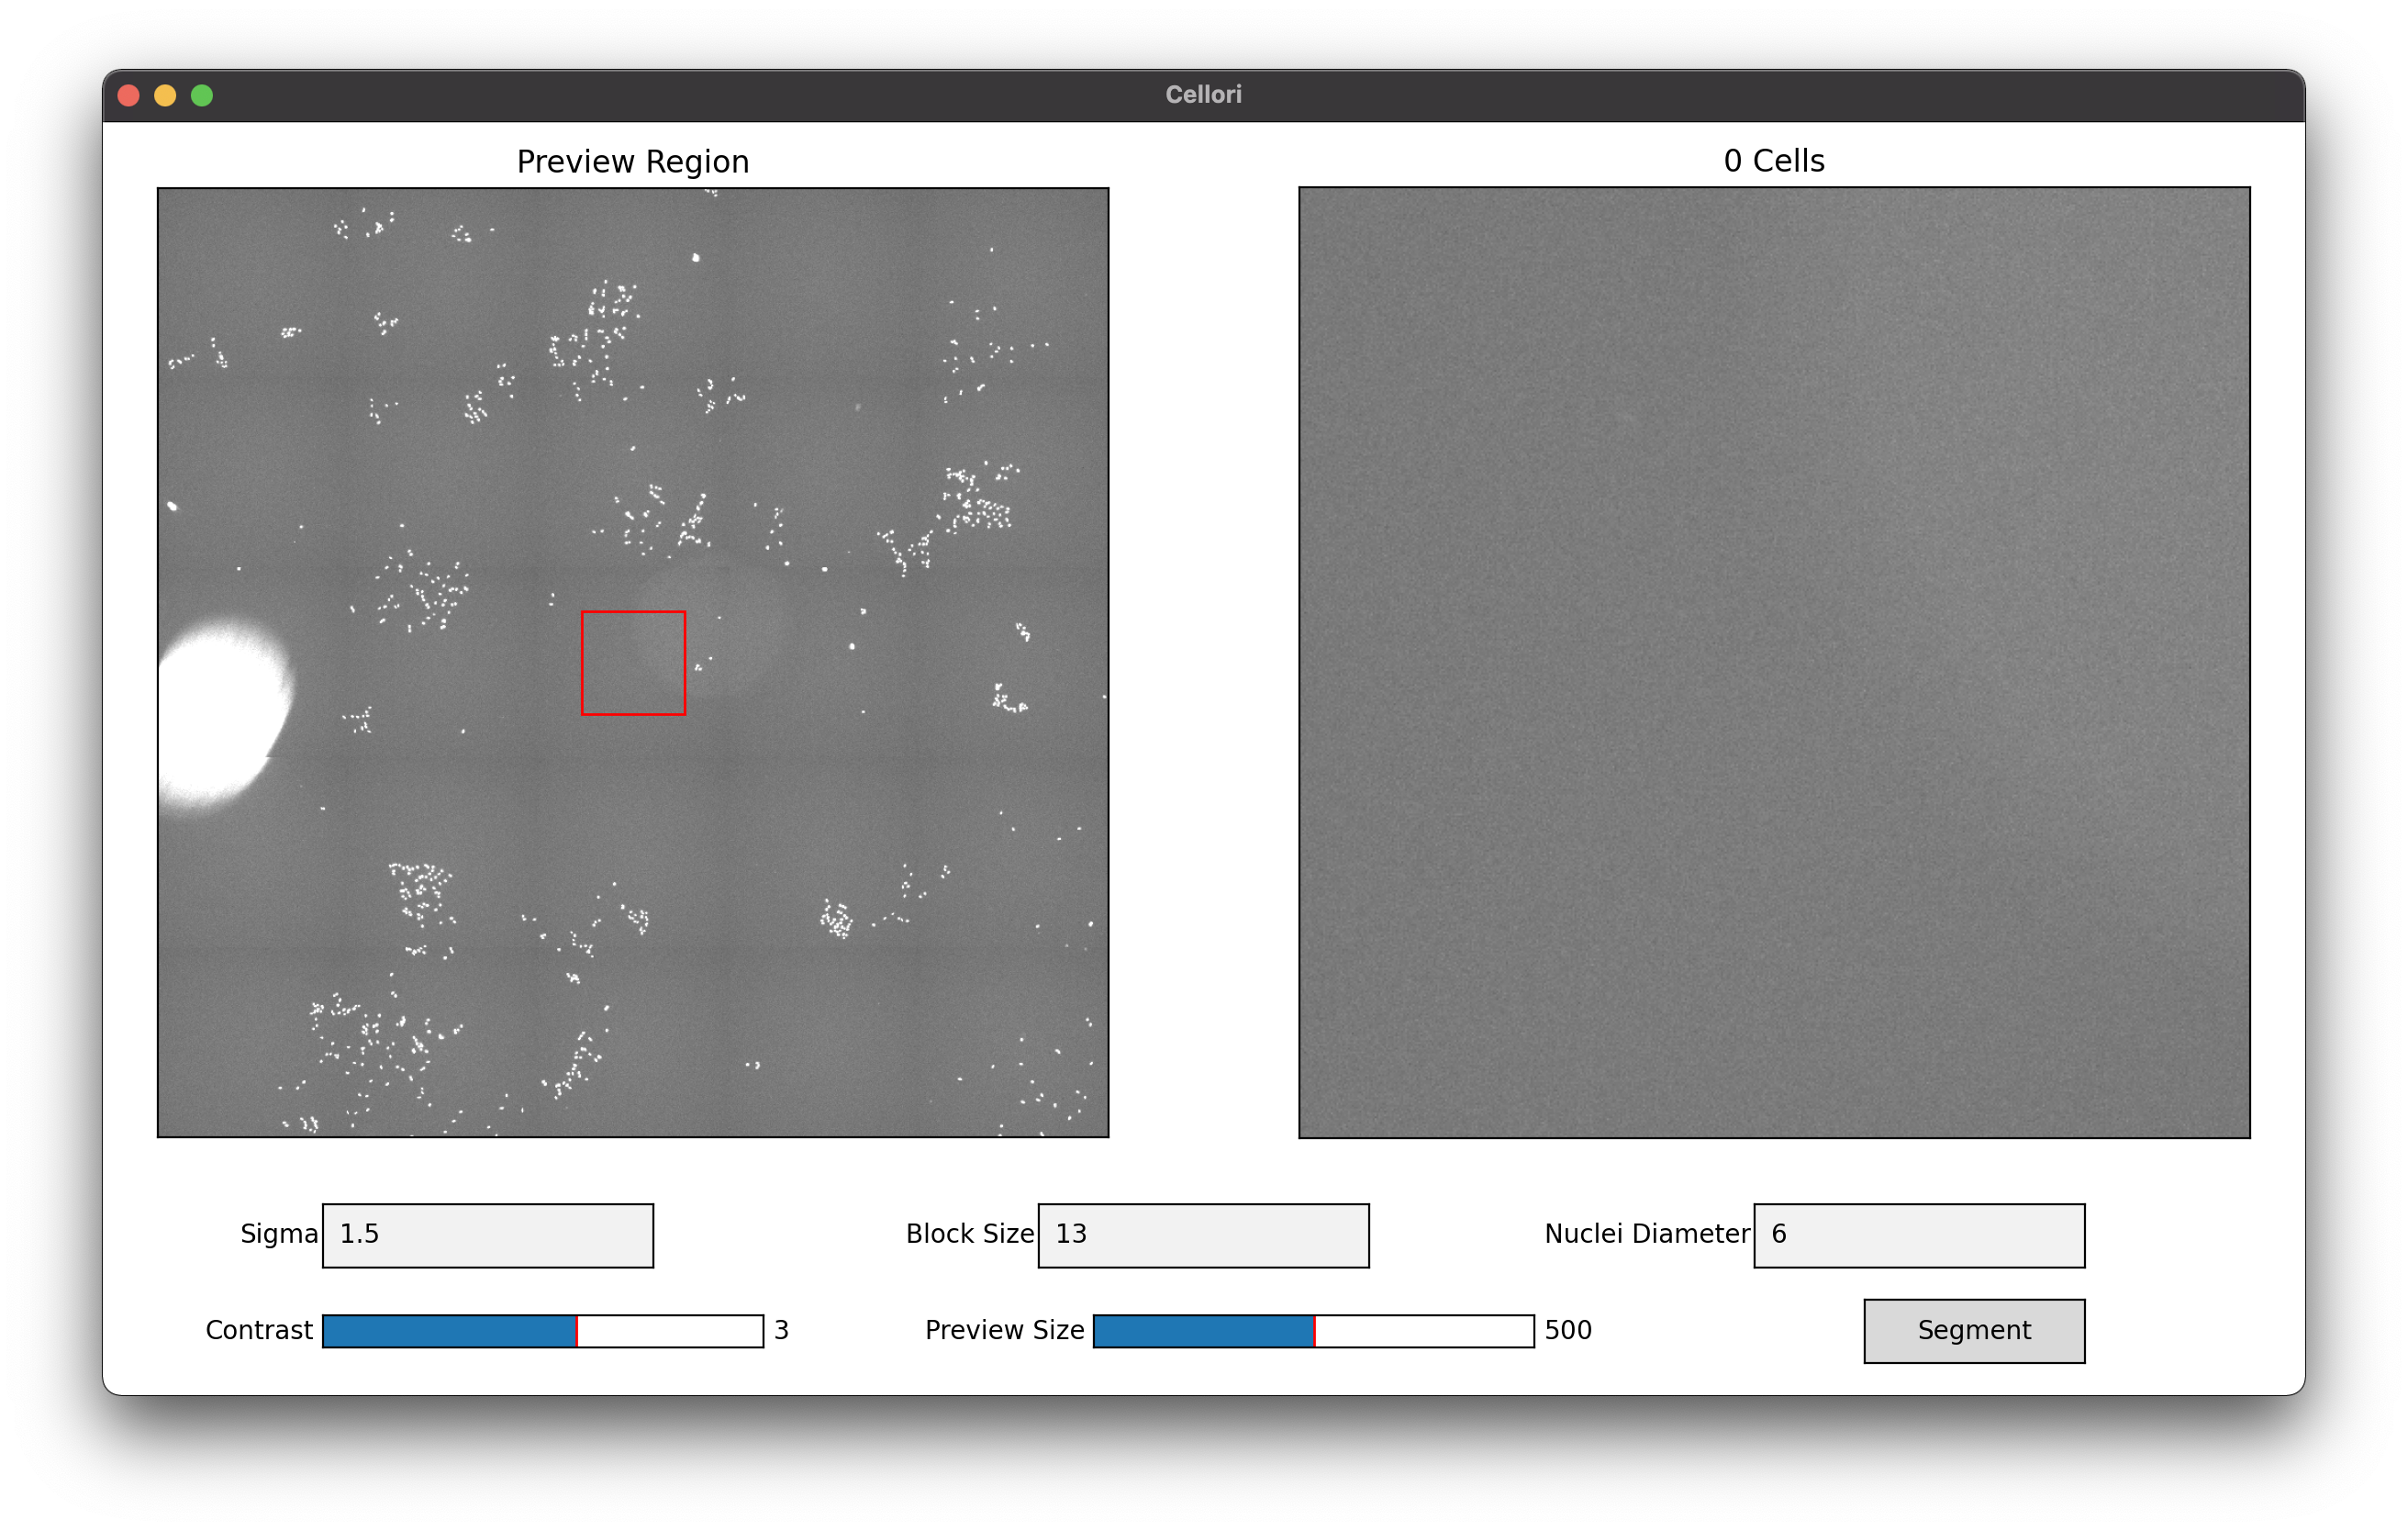 Cellori
Preview Region
0 Cells
Sigma 1.5
Block Size 13
Nuclei Diameter 6
Contrast 3
Preview Size 500
Segment